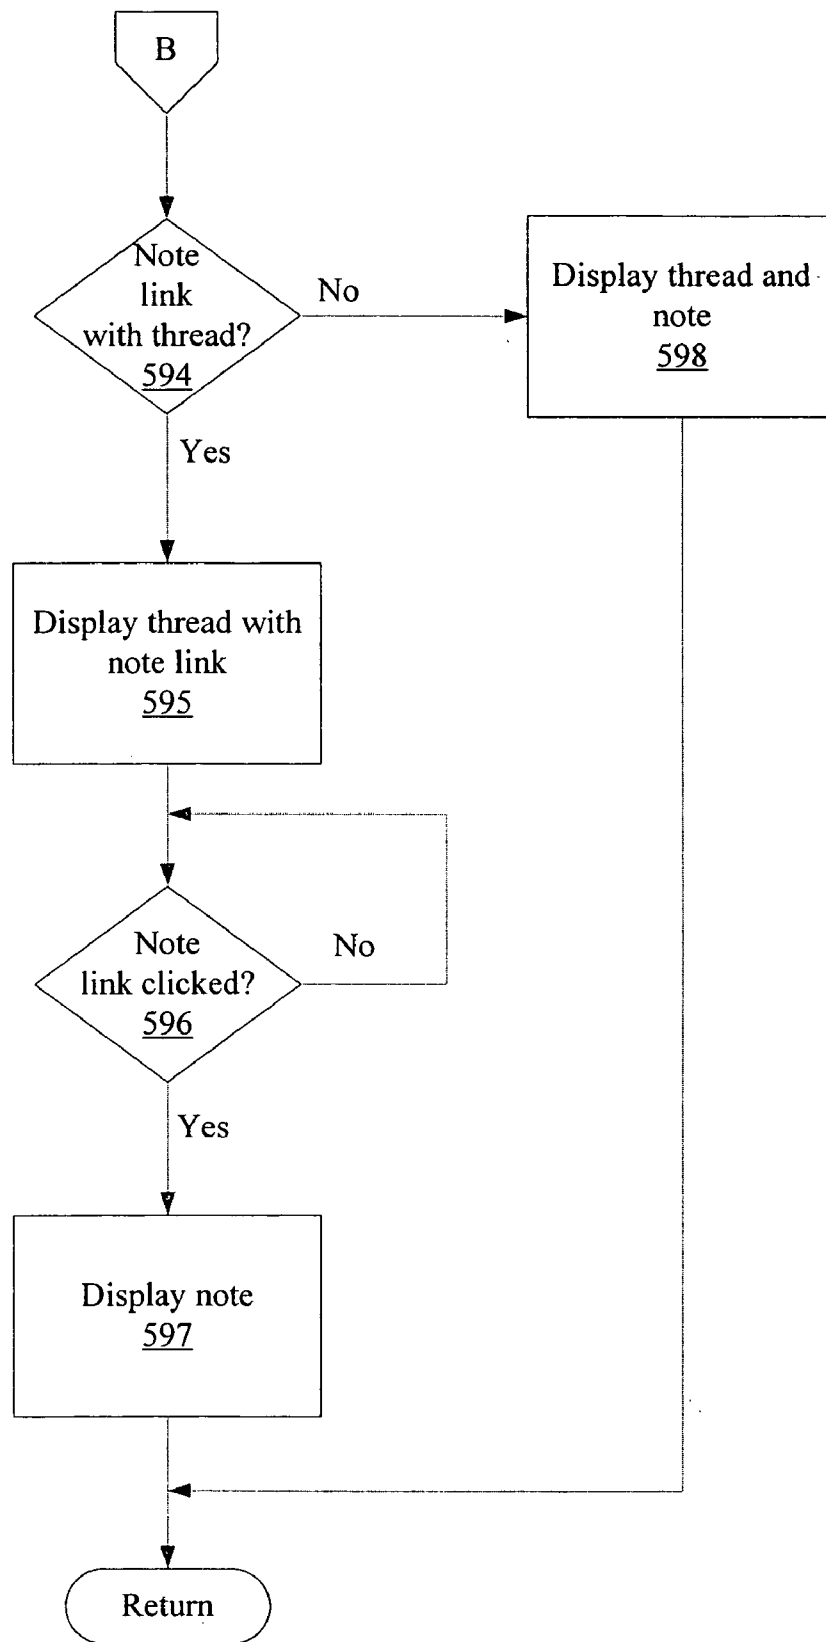 B
Note
link
with thread?
594
No
Display thread and
note
598
Yes
Display thread with
note link
595
Note
link clicked?
596
No
Yes
Display note
597
Return